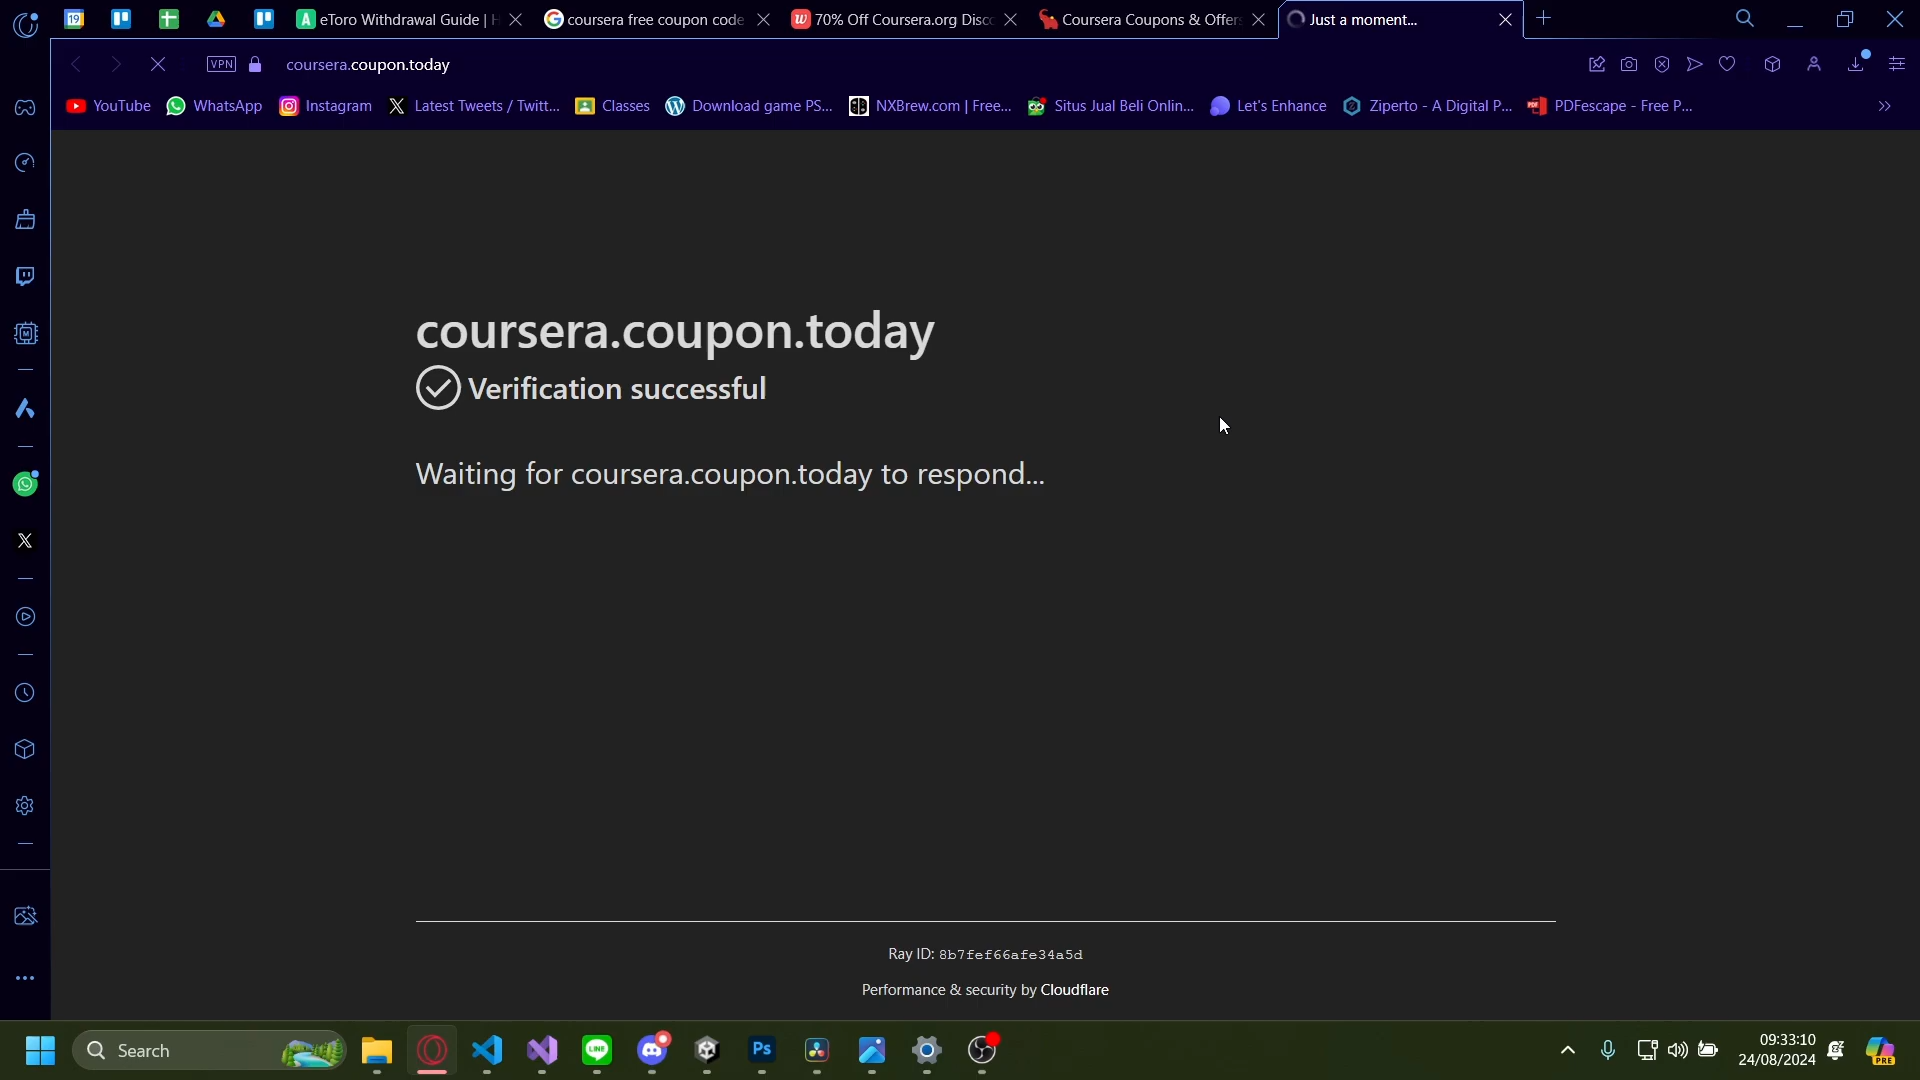 eToro Withdrawal Guide | H
coursera free coupon code
70% Off Coursera.org Disco
Coursera Coupons & Offers
Just a moment...
VPN
coursera.coupon.today
YouTube
WhatsApp
Instagram
Latest Tweets / Twitt...
Classes
Download game PS...
NXBrew.com | Free...
Situs Jual Beli Onlin...
Let's Enhance
Ziperto - A Digital P...
PDFescape - Free P...
coursera.coupon.today
Verification successful
Waiting for coursera.coupon.today to respond...
Ray ID: 8b7fef66afe34a5d
Performance & security by Cloudflare
Search
09:33:10
24/08/2024